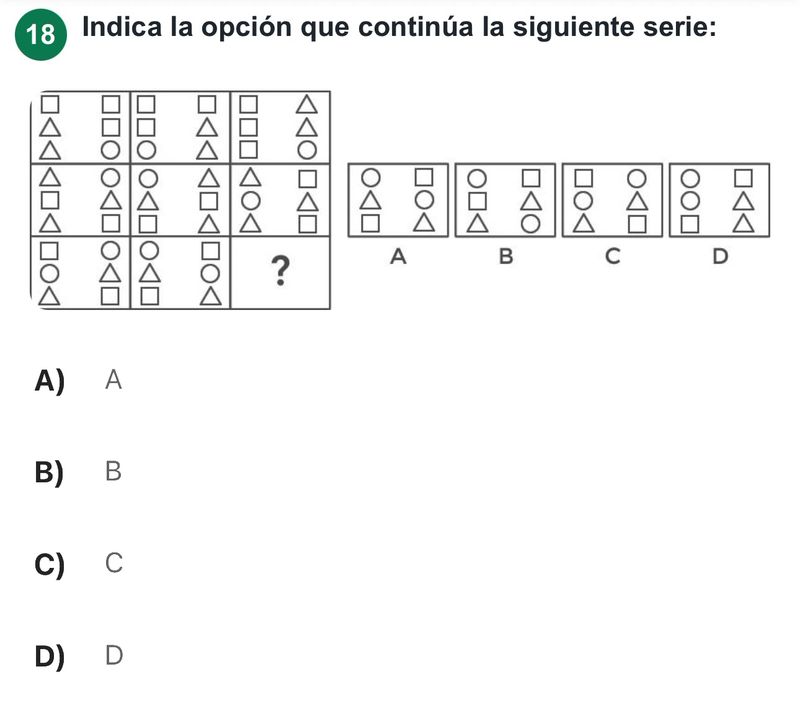 18 Indica la opción que continúa la siguiente serie:
?
A B C D
A) A
B) B
C) C
D) D